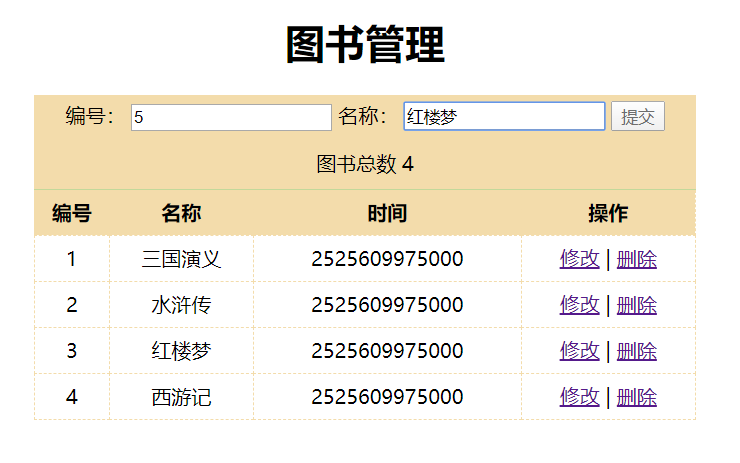 图书管理
编号： 5 名称： 红楼梦 提交
图书总数 4
编号 名称 时间 操作
1 三国演义 2525609975000 修改 | 删除
2 水浒传 2525609975000 修改 | 删除
3 红楼梦 2525609975000 修改 | 删除
4 西游记 2525609975000 修改 | 删除